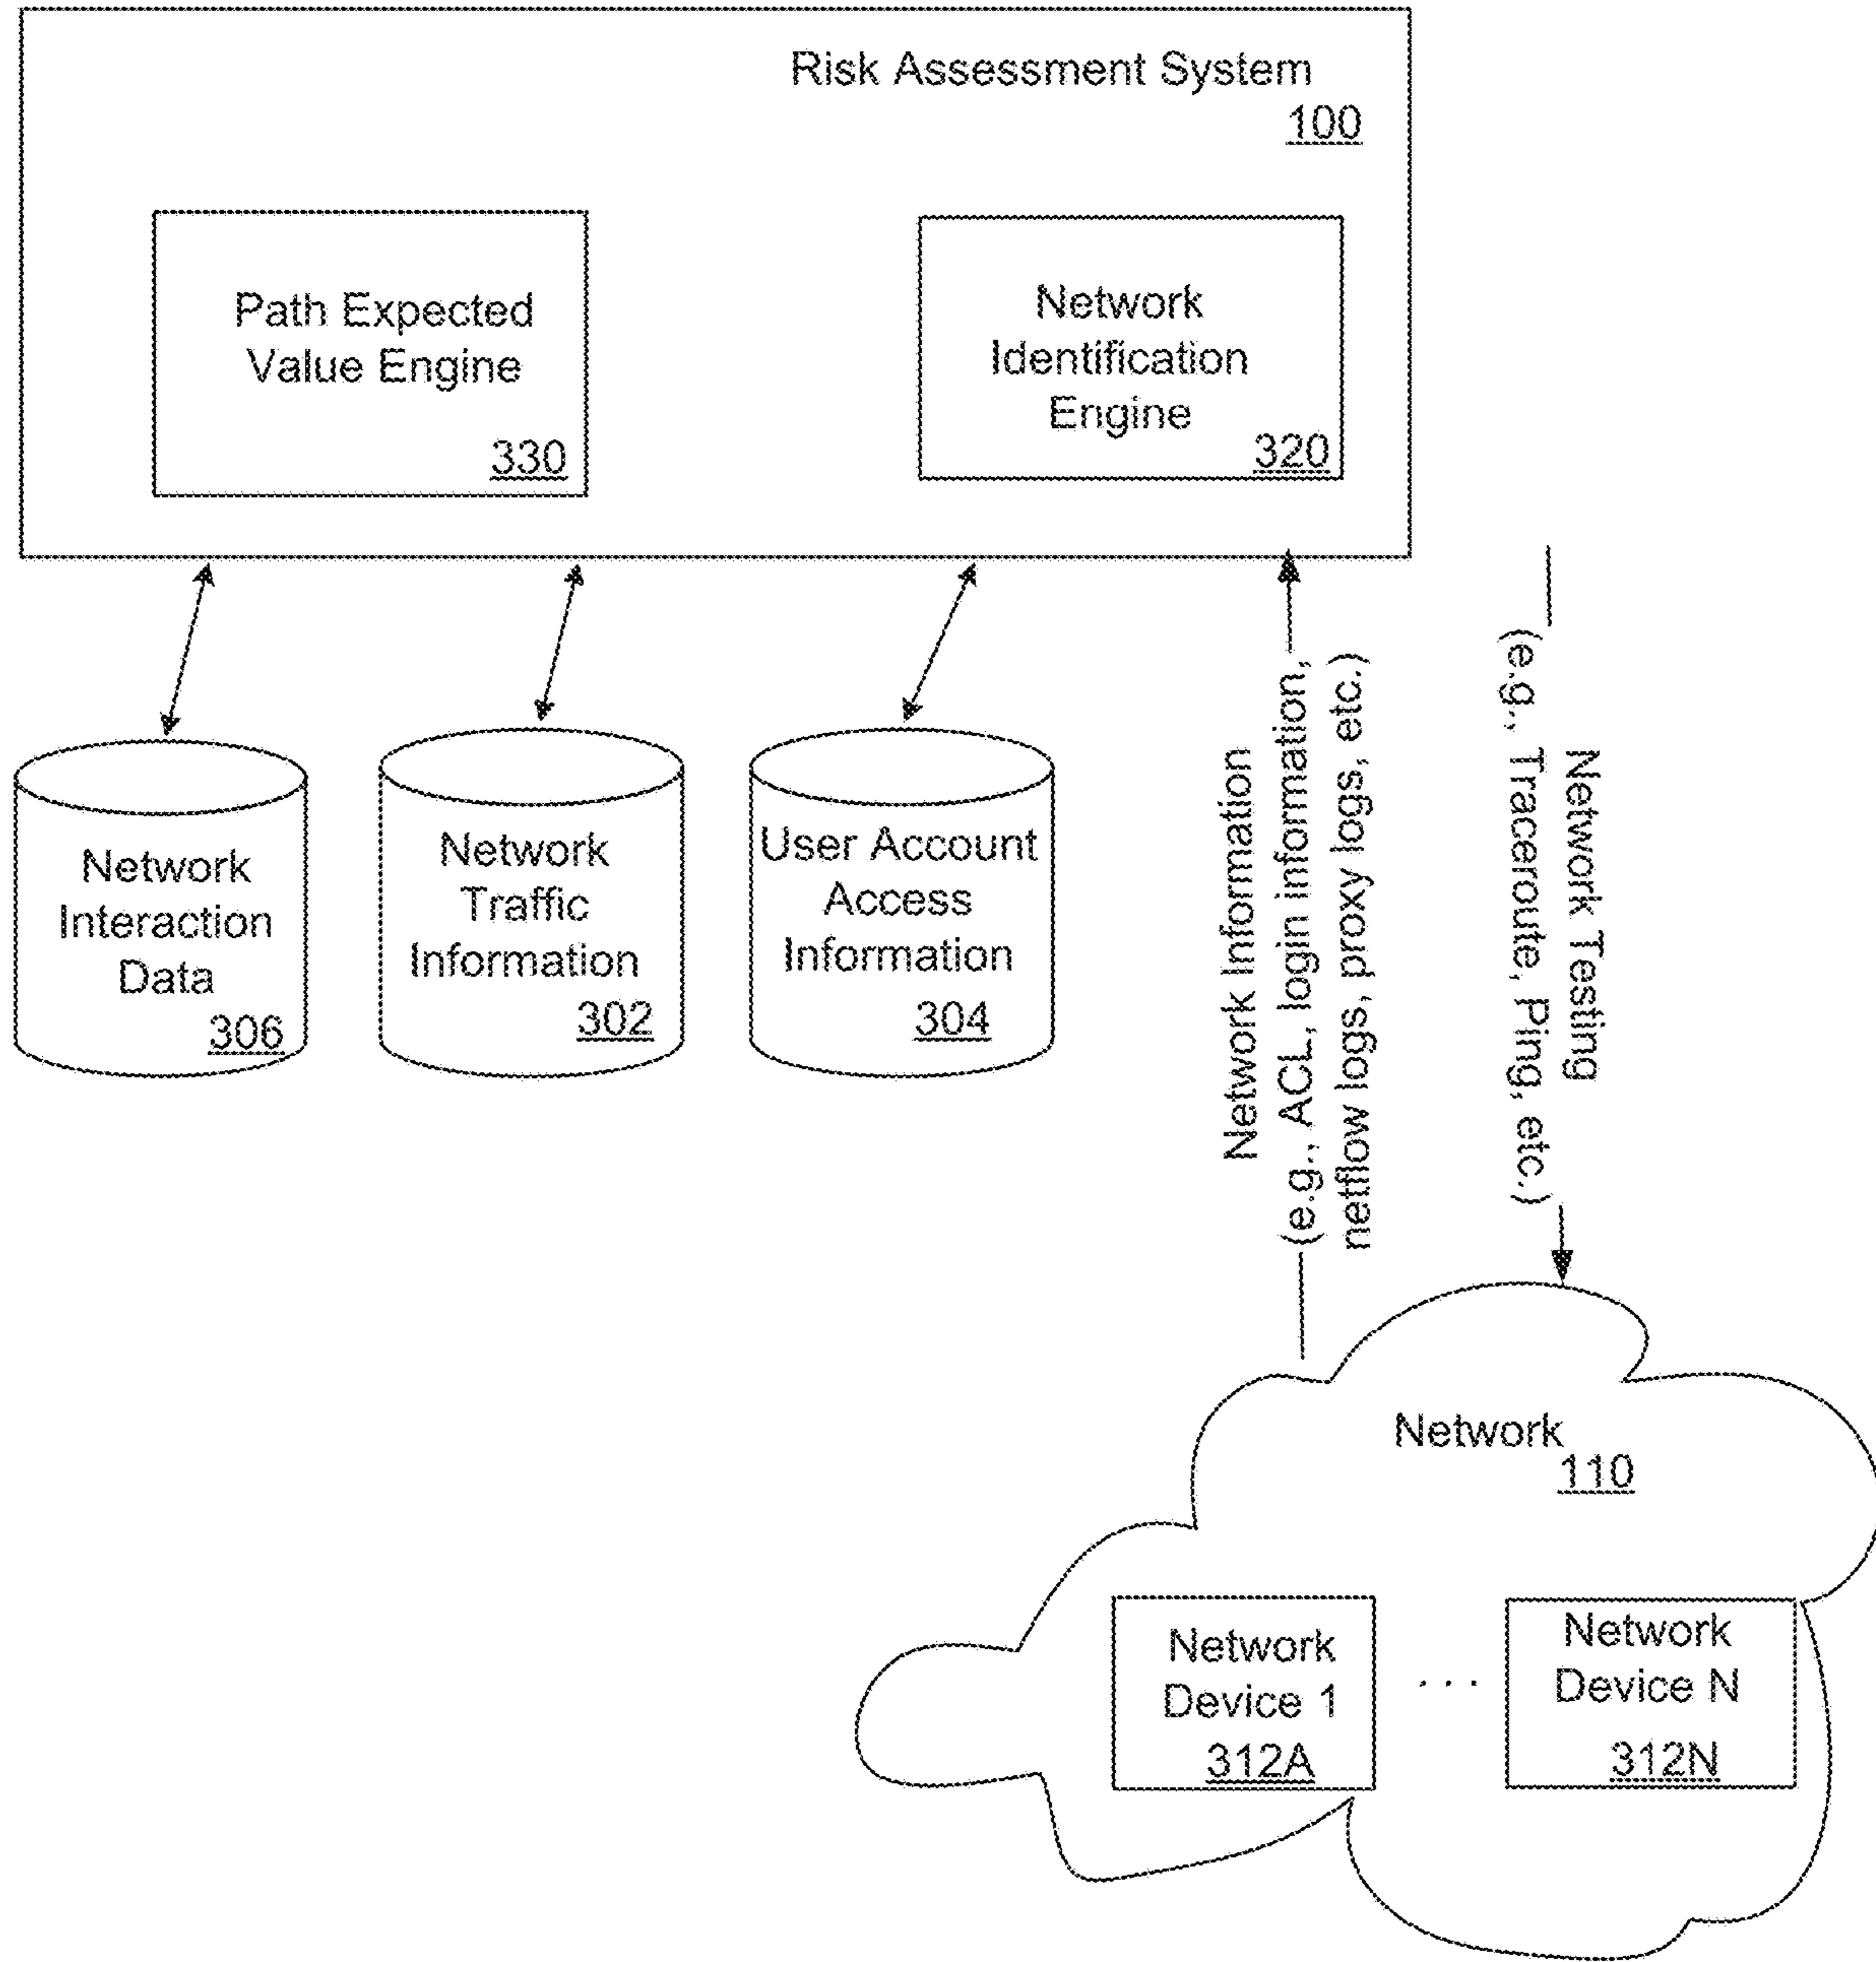 Risk Assessment System
100
Path Expected
Value Engine
330
Network
Identification
Engine
320
Network
Interaction
Data
306
Network
Traffic
Information
302
User Account
Access
Information
304
Network Information
(e.g., ACL, login information,
netflow logs, proxy logs, etc.)
Network Testing
(e.g., Traceroute, Ping, etc.)
Network
110
Network
Device 1
312A
. . .
Network
Device N
312N